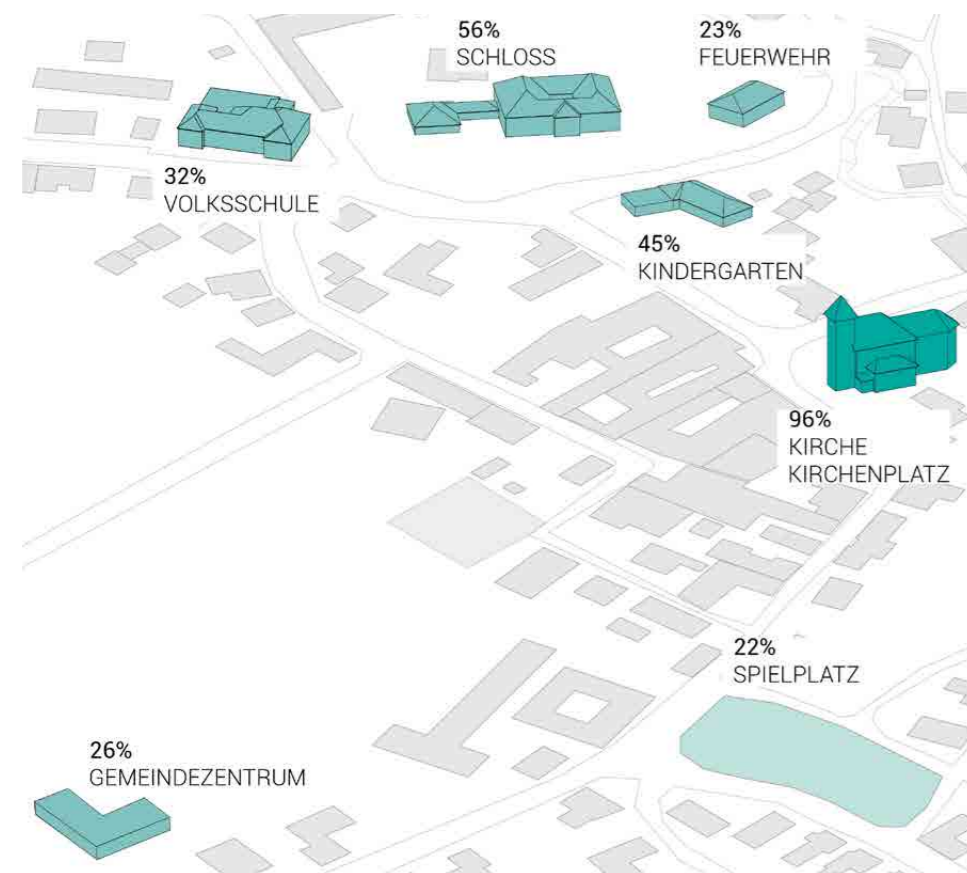 56%
SCHLOSS
23%
FEUERWEHR
32%
VOLKSSCHULE
45%
KINDERGARTEN
96%
KIRCHE
KIRCHENPLATZ
22%
SPIELPLATZ
26%
GEMEINDEZENTRUM